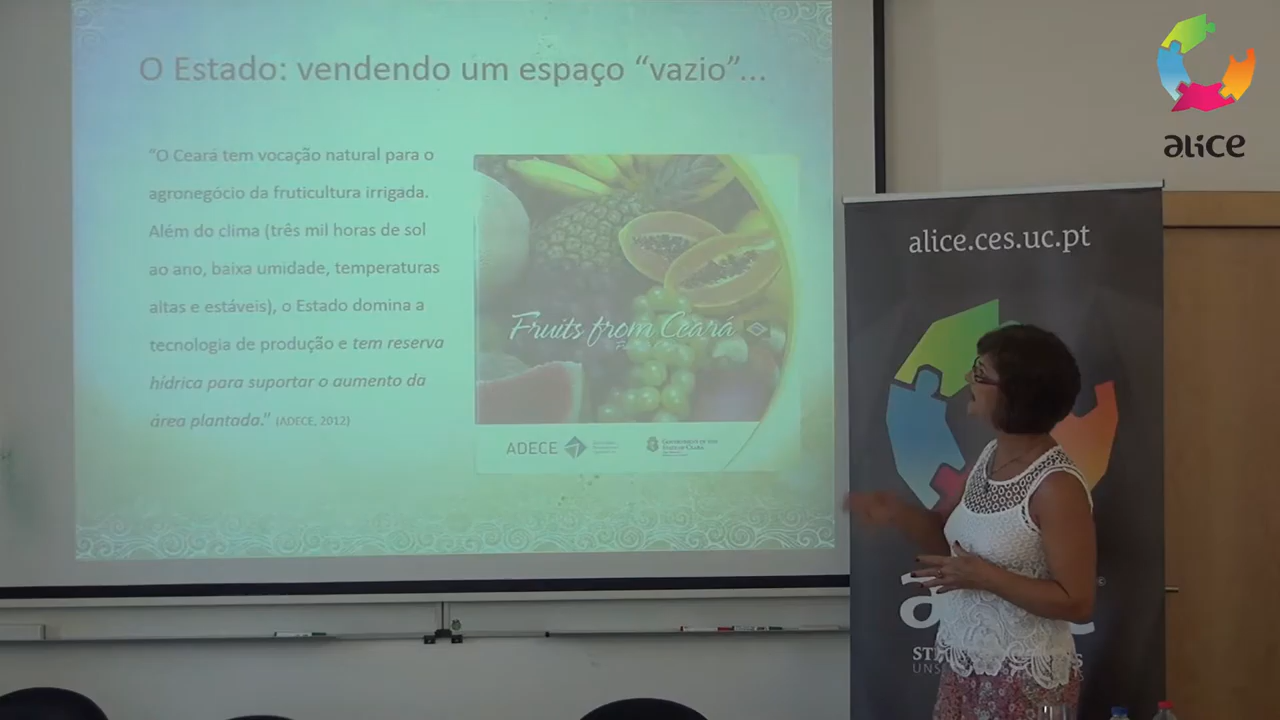 O Estado: vendendo um espaço “vazio”...
“O Ceará tem vocação natural para o
agronegócio da fruticultura irrigada.
Além do clima (três mil horas de sol
ao ano, baixa umidade, temperaturas
altas e estáveis), o Estado domina a
tecnologia de produção e tem reserva
hídrica para suportar o aumento da
área plantada.” (ADECE, 2012)
Fruits from Ceará
ADECE
alice
alice.ces.uc.pt